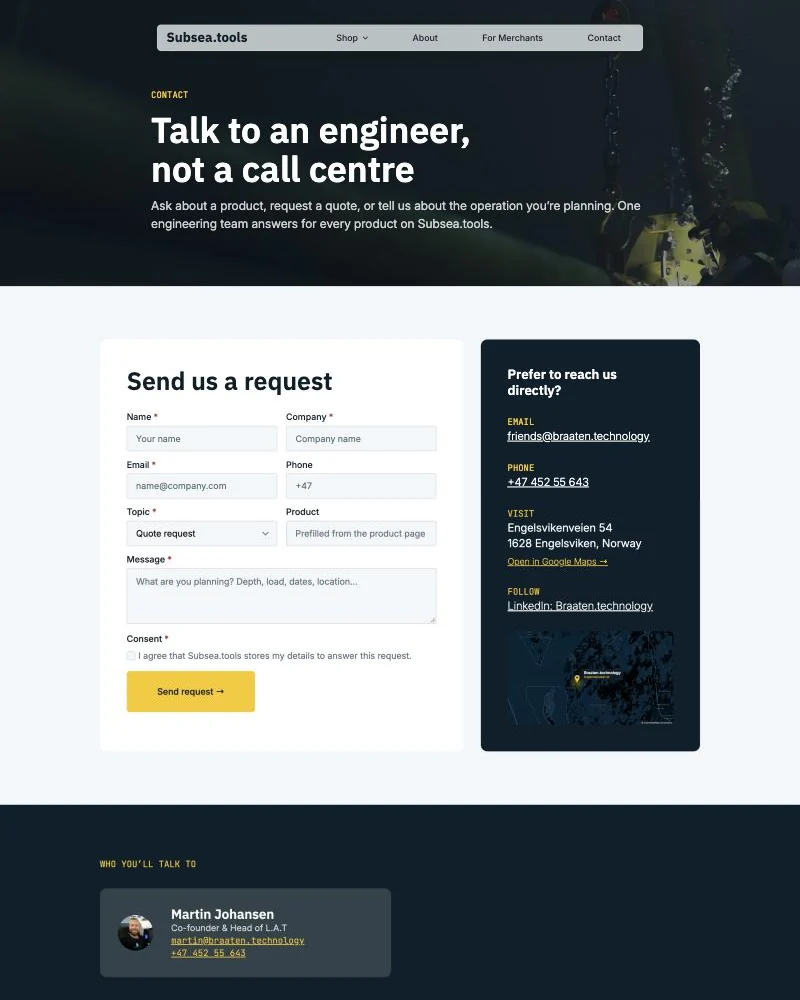 Subsea.tools
Shop
About
For Merchants
Contact
CONTACT
Talk to an engineer,
not a call centre
Ask about a product, request a quote, or tell us about the operation you're planning. One
engineering team answers for every product on Subsea.tools.
Send us a request
Name *
Company *
Your name
Company name
Email *
Phone
name@company.com
+47
Topic *
Product
Quote request
Prefilled from the product page
Message *
What are you planning? Depth, load, dates, location...
Consent *
I agree that Subsea.tools stores my details to answer this request.
Send request →
Prefer to reach us
directly?
EMAIL
friends@braaten.technology
PHONE
+47 452 55 643
VISIT
Engelsvikenveien 54
1628 Engelsviken, Norway
Open in Google Maps →
FOLLOW
LinkedIn: Braaten.technology
Braaten.technology
WHO YOU'LL TALK TO
Martin Johansen
Co-founder & Head of L.A.T
martin@braaten.technology
+47 452 55 643